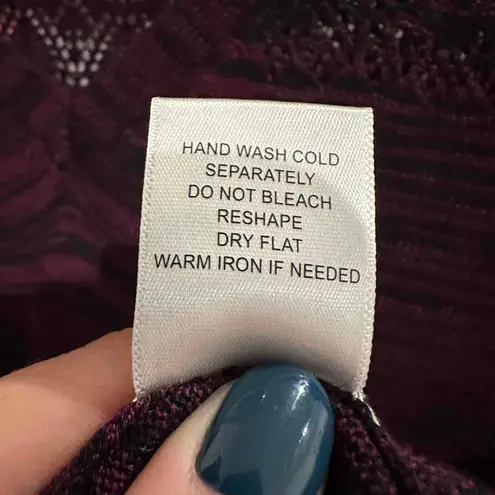 HAND WASH COLD
SEPARATELY
DO NOT BLEACH
RESHAPE
DRY FLAT
WARM IRON IF NEEDED